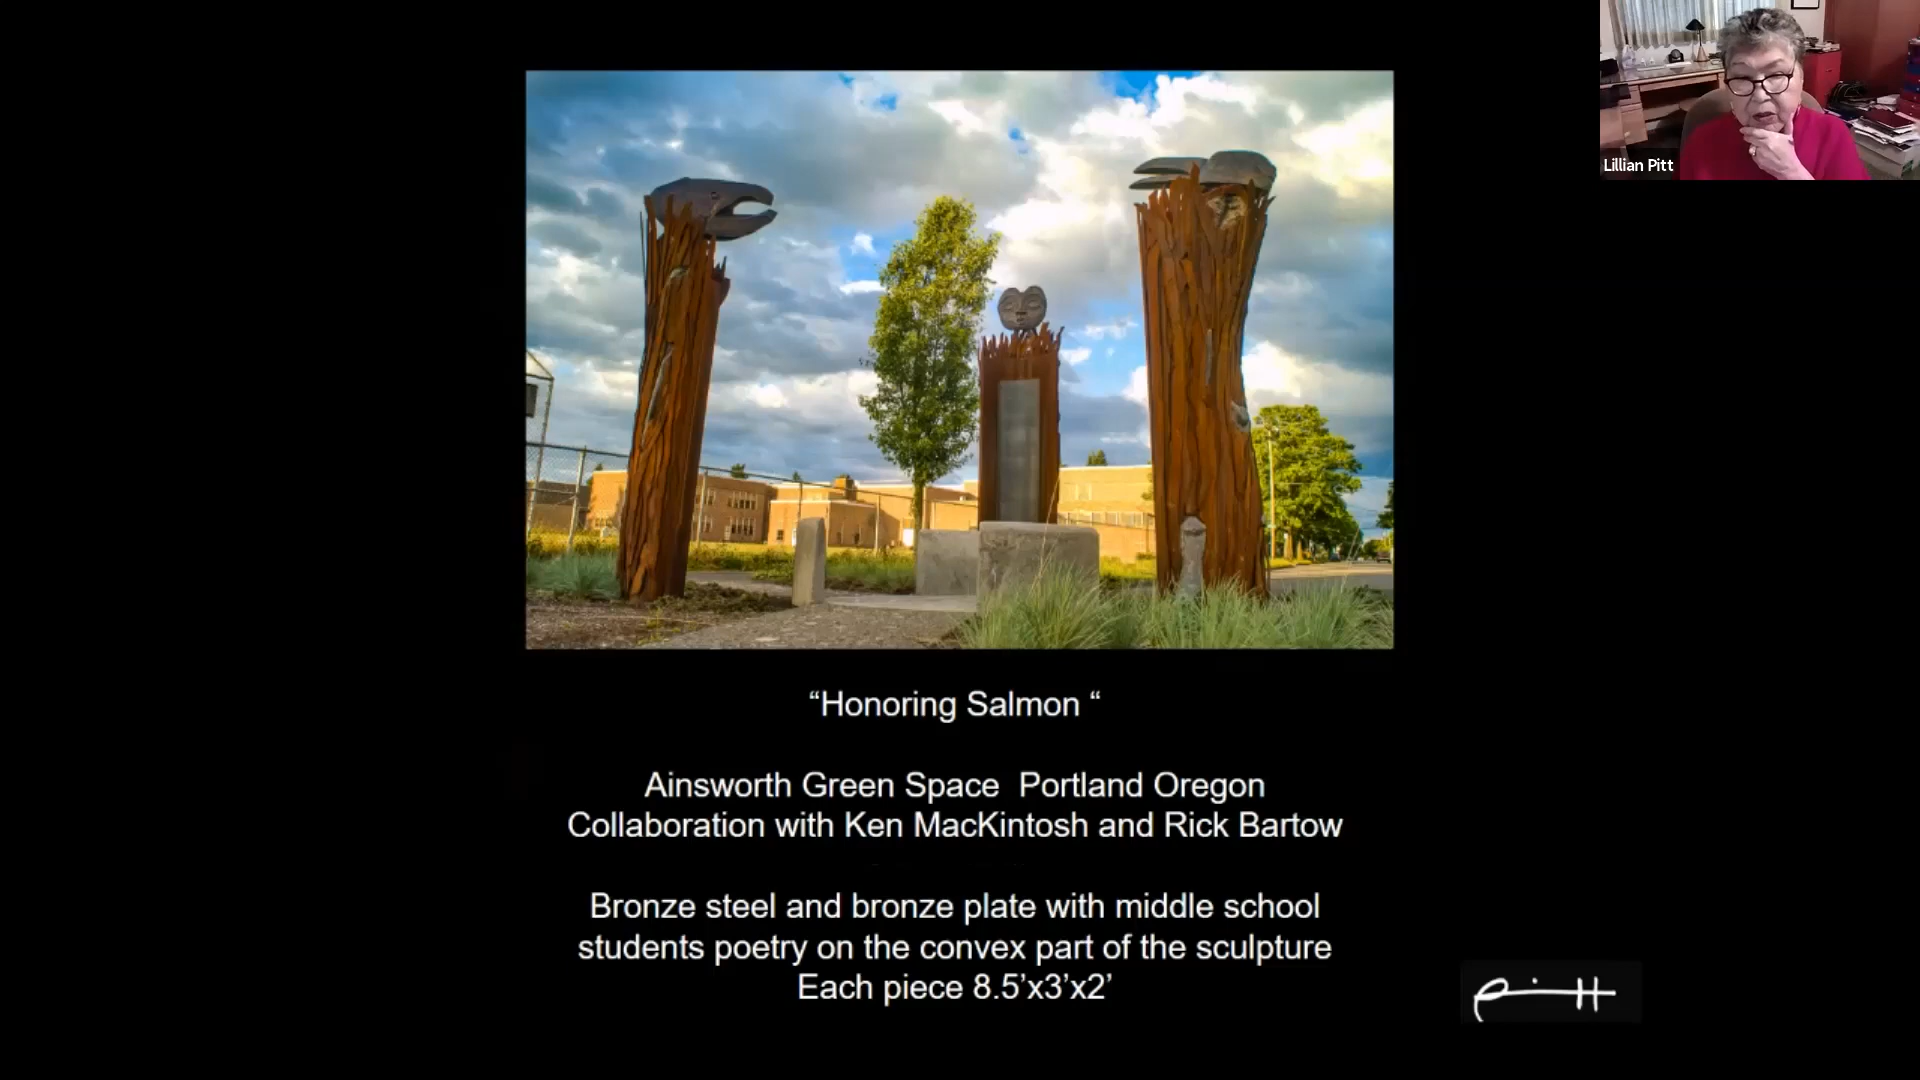 Lillian Pitt
“Honoring Salmon “
Ainsworth Green Space  Portland Oregon
Collaboration with Ken MacKintosh and Rick Bartow
Bronze steel and bronze plate with middle school
students poetry on the convex part of the sculpture
Each piece 8.5’x3’x2’
Pitt